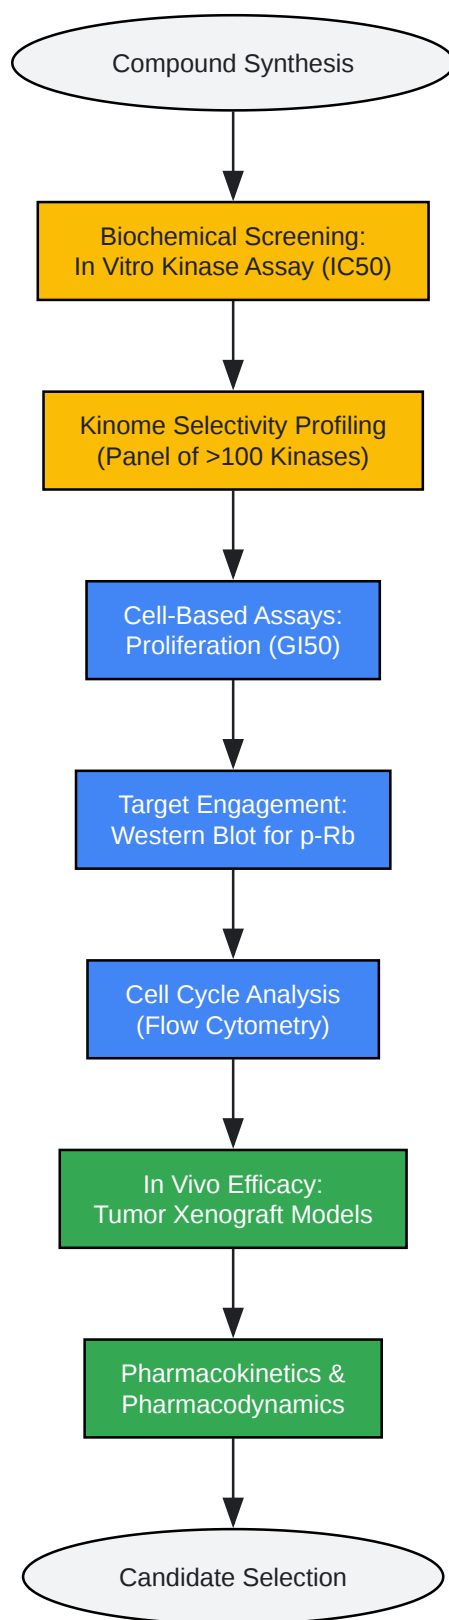 Compound Synthesis
Biochemical Screening:
In Vitro Kinase Assay (IC50)
Kinome Selectivity Profiling
(Panel of >100 Kinases)
Cell-Based Assays:
Proliferation (GI50)
Target Engagement:
Western Blot for p-Rb
Cell Cycle Analysis
(Flow Cytometry)
In Vivo Efficacy:
Tumor Xenograft Models
Pharmacokinetics &
Pharmacodynamics
Candidate Selection